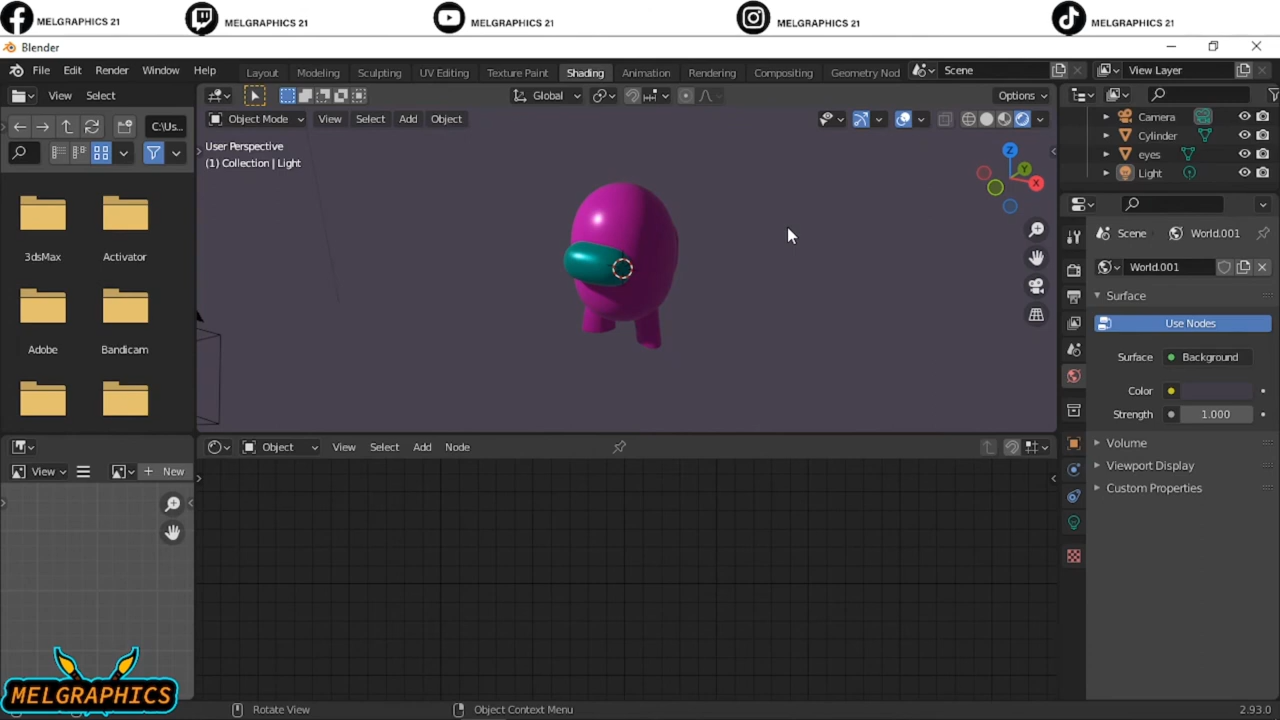 MELGRAPHICS 21
MELGRAPHICS 21
MELGRAPHICS 21
MELGRAPHICS 21
MELGRAPHICS 21
Blender
File Edit Render Window Help
Layout Modeling Sculpting UV Editing Texture Paint Shading Animation Rendering Compositing Geometry Nod
Scene
View Layer
View Select
Global
Options
C:\Us...
Object Mode View Select Add Object
User Perspective
(1) Collection | Light
X
Y
Z
Camera
Cylinder
eyes
Light
3dsMax
Activator
Adobe
Bandicam
Scene World.001
World.001
Surface
Use Nodes
Surface Background
Color
Strength 1.000
Volume
Viewport Display
Custom Properties
Object View Select Add Node
View New
MELGRAPHICS
Rotate View
Object Context Menu
2.93.0